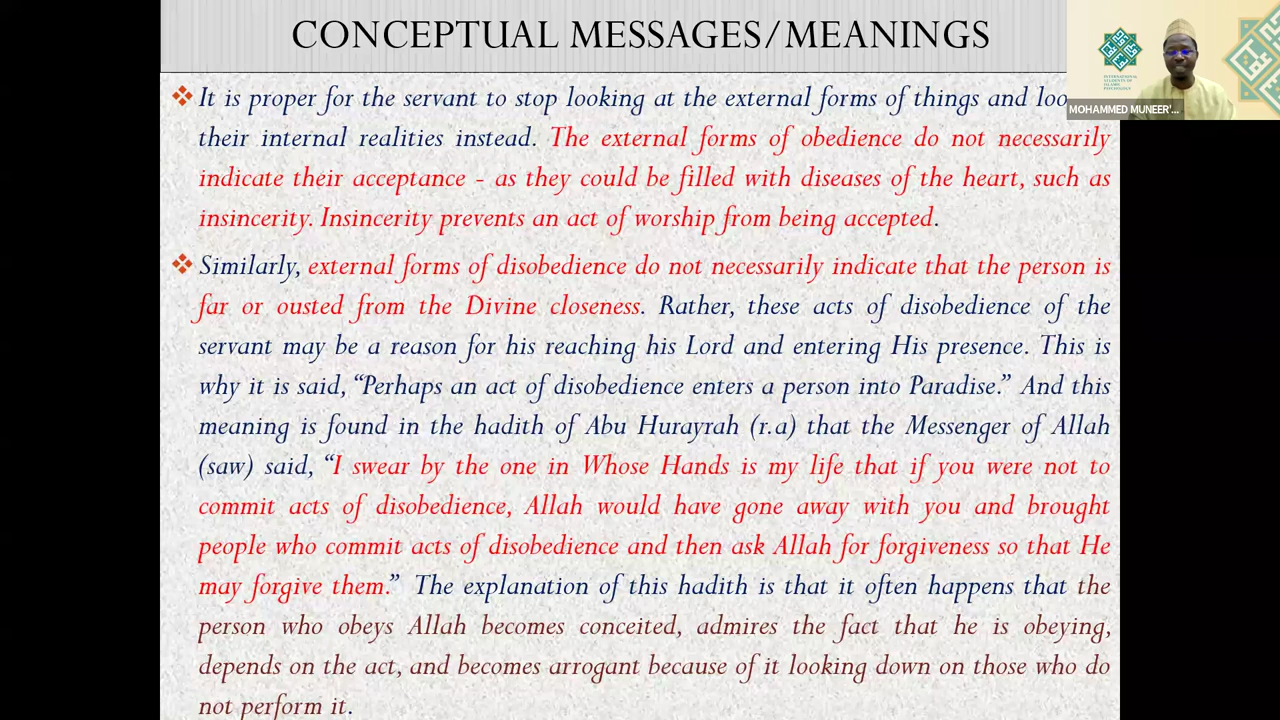 CONCEPTUAL MESSAGES/MEANINGS
It is proper for the servant to stop looking at the external forms of things and
their internal realities instead. The external forms of obedience do not necessarily
indicate their acceptance - as they could be filled with diseases of the heart, such as
insincerity. Insincerity prevents an act of worship from being accepted.
Similarly, external forms of disobedience do not necessarily indicate that the person is
far or ousted from the Divine closeness. Rather, these acts of disobedience of the
servant may be a reason for his reaching his Lord and entering His presence. This is
why it is said, “Perhaps an act of disobedience enters a person into Paradise.” And this
meaning is found in the hadith of Abu Hurayrah (r.a) that the Messenger of Allah
(saw) said, “I swear by the one in Whose Hands is my life that if you were not to
commit acts of disobedience, Allah would have gone away with you and brought
people who commit acts of disobedience and then ask Allah for forgiveness so that He
may forgive them.” The explanation of this hadith is that it often happens that the
person who obeys Allah becomes conceited, admires the fact that he is obeying,
depends on the act, and becomes arrogant because of it looking down on those who do
not perform it.
INTERNATIONAL
STUDENTS OF
ISLAMIC
PSYCHOLOGY
MOHAMMED MUNEER'...